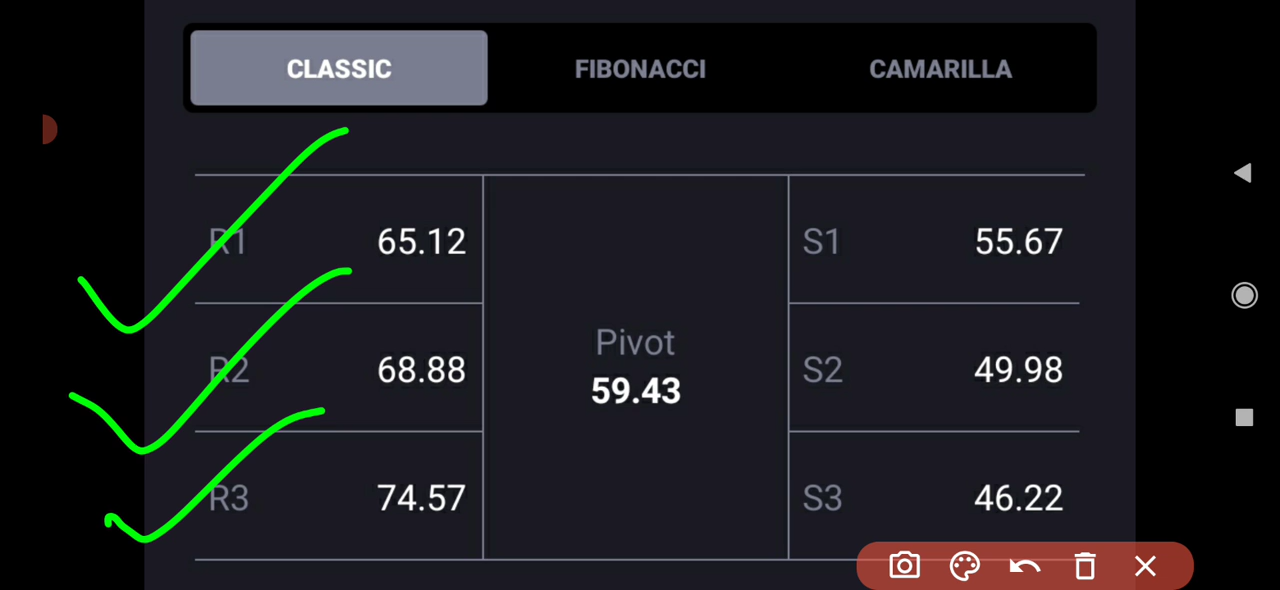 CLASSIC FIBONACCI CAMARILLA
R1 65.12 S1 55.67
Pivot
R2 68.88 59.43 S2 49.98
R3 74.57 S3 46.22